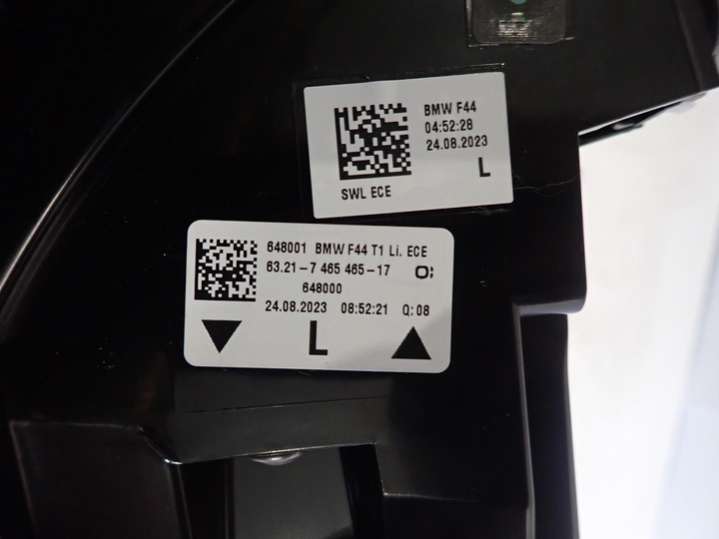 BMW F44
04:52:28
24.08.2023
L
SWL ECE
648001 BMW F44 T1 Li. ECE
63.21-7 465 465-17 O:
648000
24.08.2023 08:52:21 Q:08
L